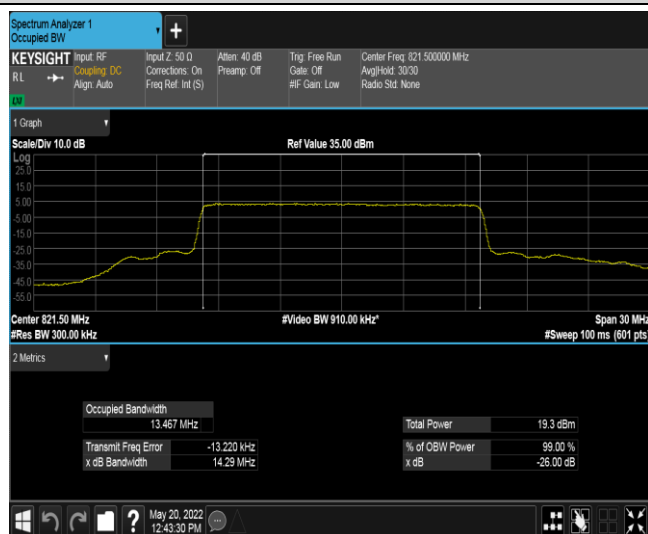 Spectrum Analyzer 1
Occupied BW
+
KEYSIGHT
RL
LXI
Input: RF
Coupling: DC
Align: Auto
Input Z: 50 Ω
Corrections: On
Freq Ref: Int (S)
Atten: 40 dB
Preamp: Off
Trig: Free Run
Gate: Off
#IF Gain: Low
Center Freq: 821.500000 MHz
Avg|Hold: 30/30
Radio Std: None
1 Graph
Scale/Div 10.0 dB
Ref Value 35.00 dBm
Log
25.0
15.0
5.00
-5.00
-15.0
-25.0
-35.0
-45.0
-55.0
Center 821.50 MHz
#Video BW 910.00 kHz*
Span 30 MHz
#Res BW 300.00 kHz
#Sweep 100 ms (601 pts)
2 Metrics
Occupied Bandwidth
13.467 MHz
Total Power 19.3 dBm
Transmit Freq Error -13.220 kHz
% of OBW Power 99.00 %
x dB Bandwidth 14.29 MHz
x dB -26.00 dB
?
May 20, 2022
12:43:30 PM